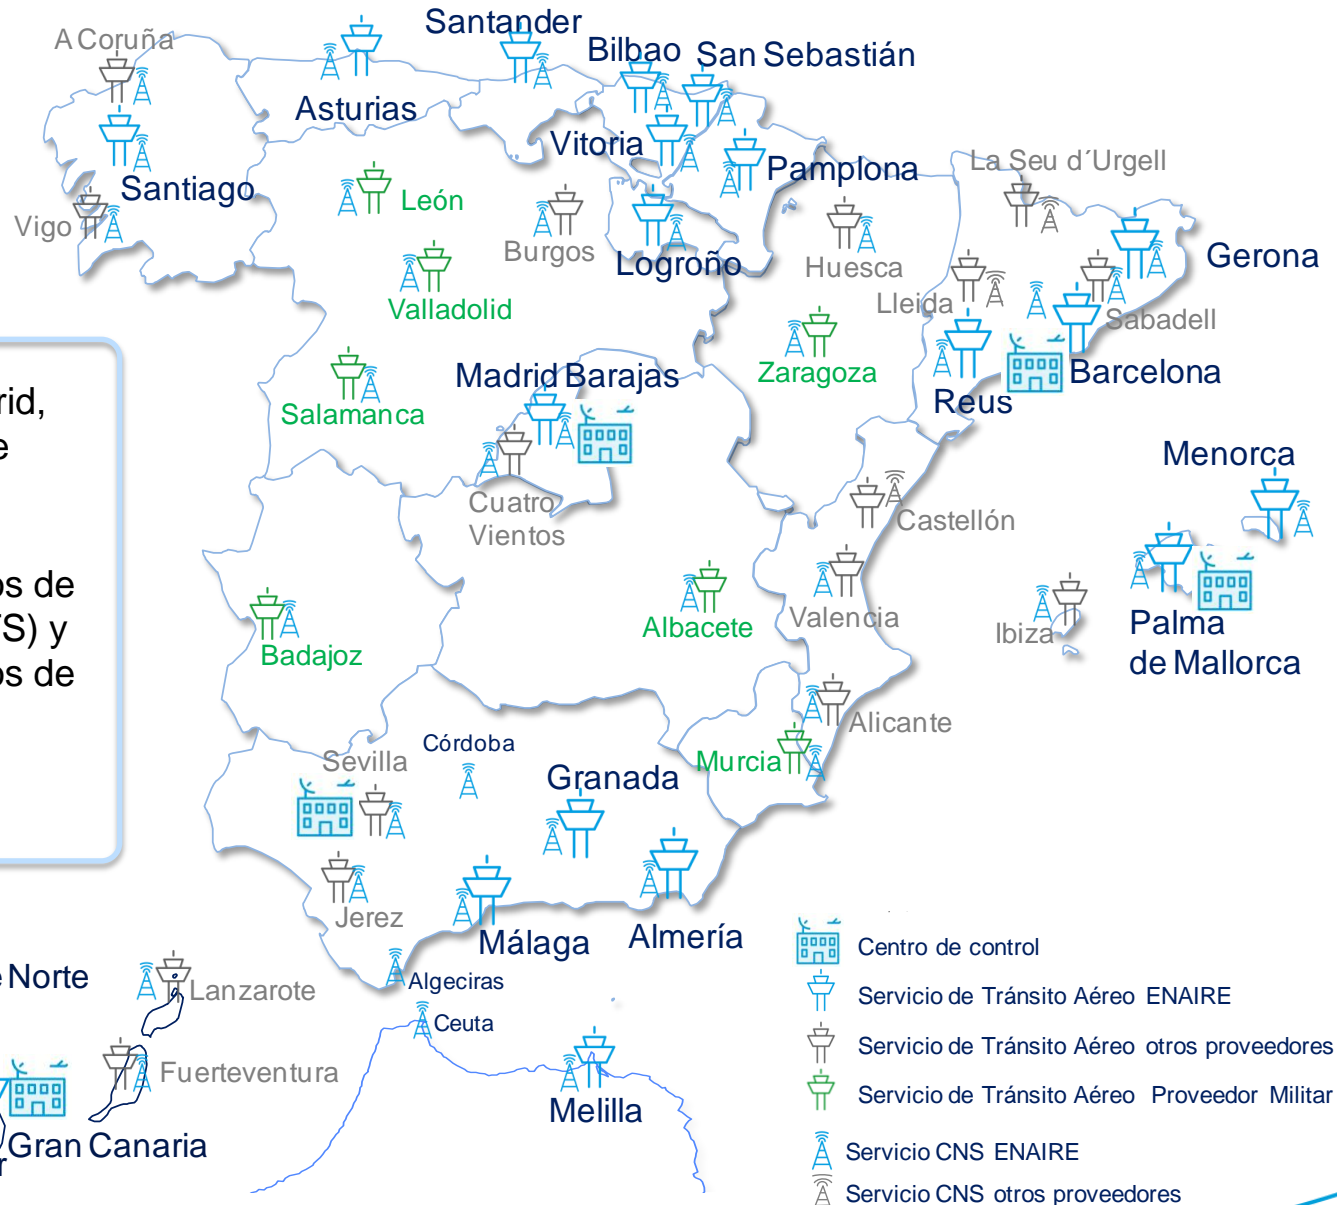 A Coruña
Santander
Bilbao
San Sebastián
Asturias
Vitoria
Pamplona
La Seu d´Urgell
Santiago
León
Vigo
Burgos
Logroño
Huesca
Gerona
Lleida
Valladolid
Sabadell
Zaragoza
Madrid Barajas
Barcelona
Salamanca
Reus
rid,
e
Menorca
Cuatro
Vientos
Castellón
os de
S) y
os de
Valencia
Albacete
Ibiza
Palma
de Mallorca
Badajoz
Alicante
Córdoba
Sevilla
Murcia
Granada
Jerez
Málaga
Almería
e Norte
Lanzarote
Algeciras
Ceuta
Fuerteventura
Melilla
Gran Canaria
r
Centro de control
Servicio de Tránsito Aéreo ENAIRE
Servicio de Tránsito Aéreo otros proveedores
Servicio de Tránsito Aéreo Proveedor Militar
Servicio CNS ENAIRE
Servicio CNS otros proveedores